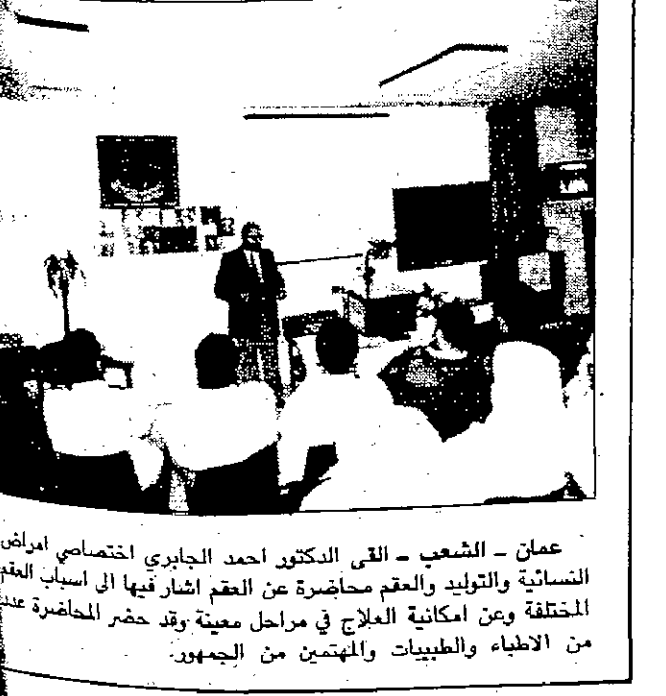 عمان ـ الشعب ـ القى الدكتور احمد الجابري اختصاصي امراض
النسائية والتوليد والعقم محاضرة عن العقم اشار فيها الى اسباب العقم
المختلفة وعن امكانية العلاج في مراحل معينة وقد حضر المحاضرة عدد
من الاطباء والطبيبات والمهتمين من الجمهور.